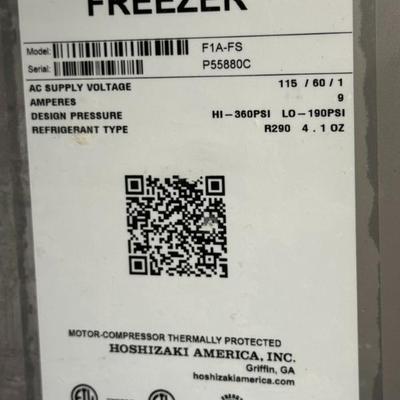 FREEZER
Model: F1A-FS
Serial: P55880C
AC SUPPLY VOLTAGE 115 / 60 / 1
AMPERES 9
DESIGN PRESSURE HI-360PSI LO-190PSI
REFRIGERANT TYPE R290 4.1 OZ
MOTOR-COMPRESSOR THERMALLY PROTECTED
HOSHIZAKI AMERICA, INC.
Griffin, GA
hoshizakiamerica.com